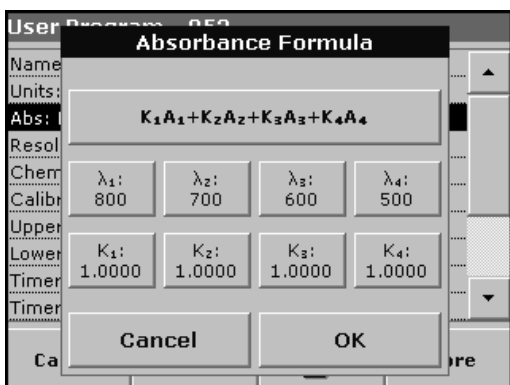 User Program
Absorbance Formula
Name
Units:
K₁A₁+K₂A₂+K₃A₃+K₄A₄
Abs:
Resol
Chem
λ₁: λ₂: λ₃: λ₄:
Calibr
800 700 600 500
Upper
Lower
K₁: K₂: K₃: K₄:
1.0000 1.0000 1.0000 1.0000
Timer
Timer
Cancel OK
Ca ore